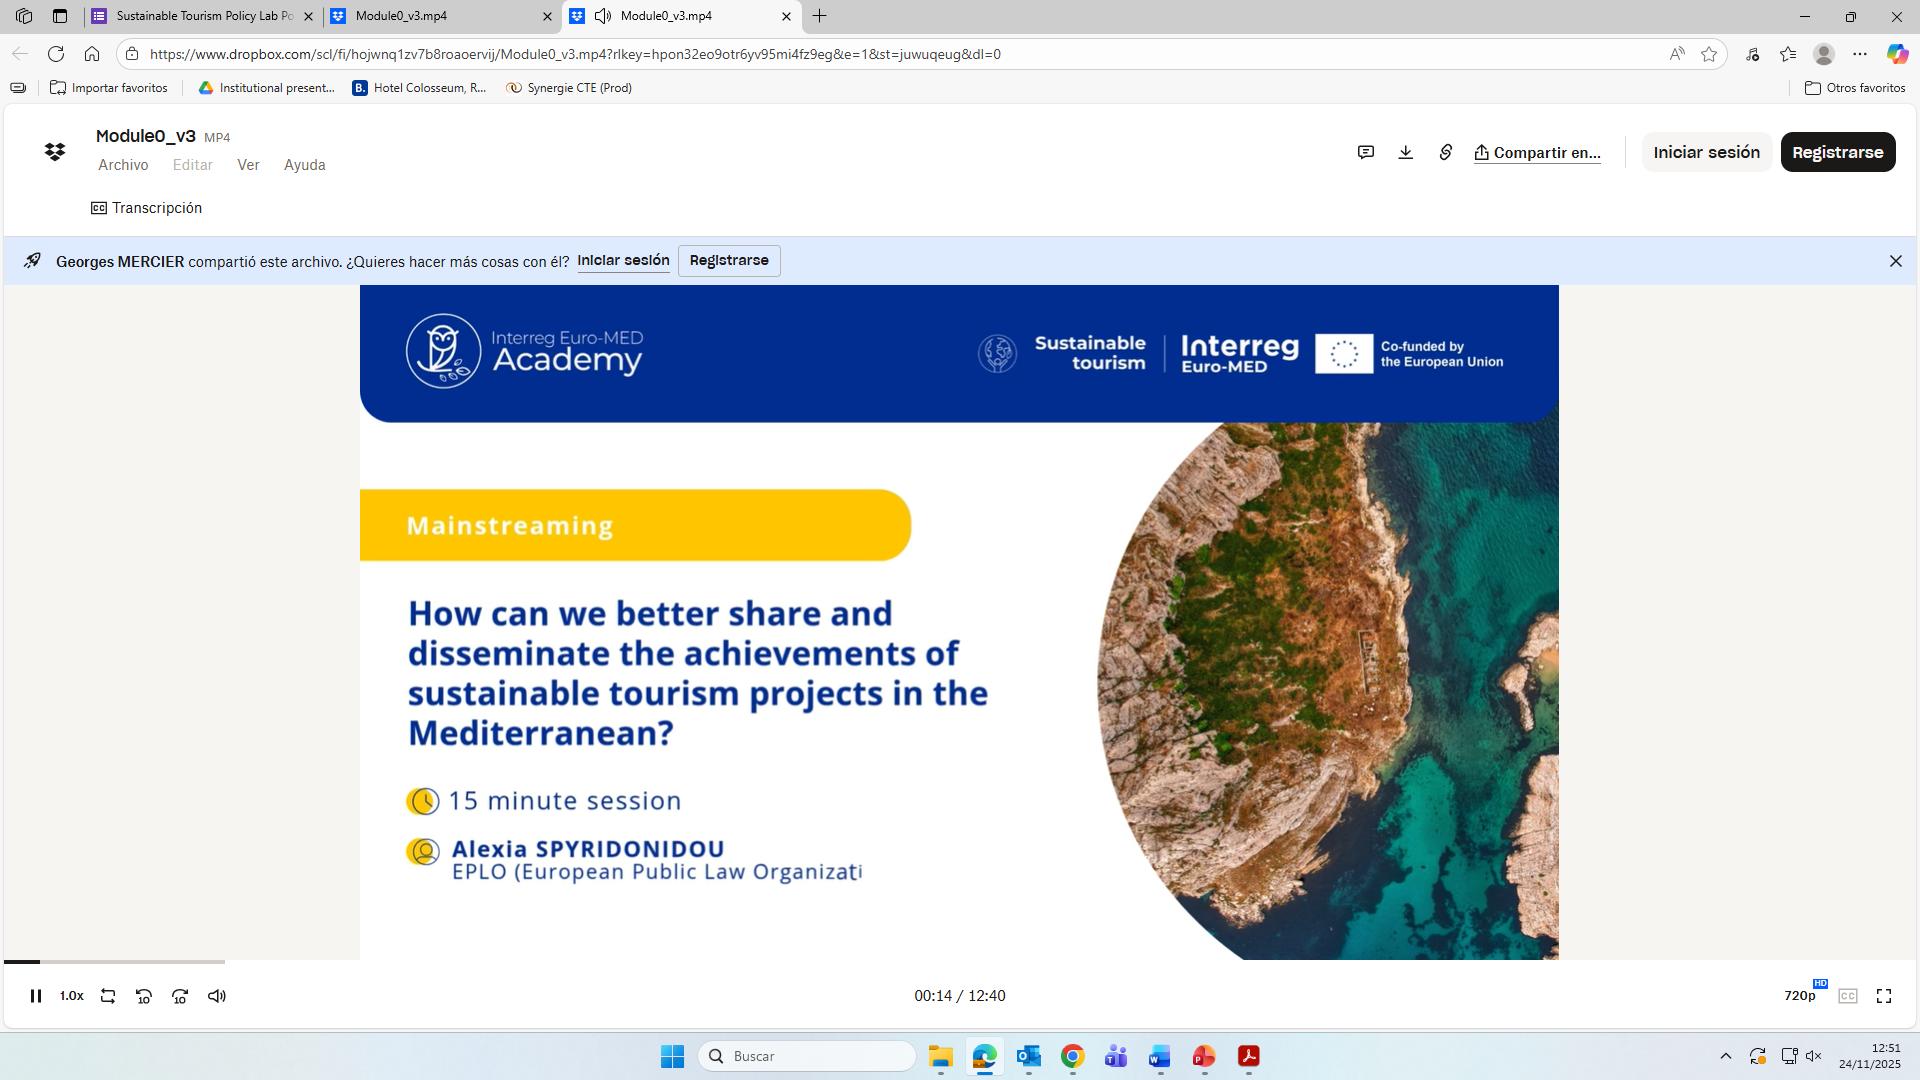 Sustainable Tourism Policy Lab Po
Module0_v3.mp4
Module0_v3.mp4
https://www.dropbox.com/scl/fi/hojwnq1zv7b8roaoervij/Module0_v3.mp4?rlkey=hpon32eo9otr6yv95mi4fz9eg&e=1&st=juwuqeug&dl=0
Importar favoritos
Institutional present...
Hotel Colosseum, R...
Synergie CTE (Prod)
Otros favoritos
Module0_v3 MP4
Archivo Editar Ver Ayuda
Compartir en...
Iniciar sesión
Registrarse
CC Transcripción
Georges MERCIER compartió este archivo. ¿Quieres hacer más cosas con él? Iniciar sesión Registrarse
Interreg Euro-MED
Academy
Sustainable
tourism
Interreg
Euro-MED
Co-funded by
the European Union
Mainstreaming
How can we better share and
disseminate the achievements of
sustainable tourism projects in the
Mediterranean?
15 minute session
Alexia SPYRIDONIDOU
EPLO (European Public Law Organizati
1.0x
10
10
00:14 / 12:40
720p
HD
CC
Buscar
12:51
24/11/2025